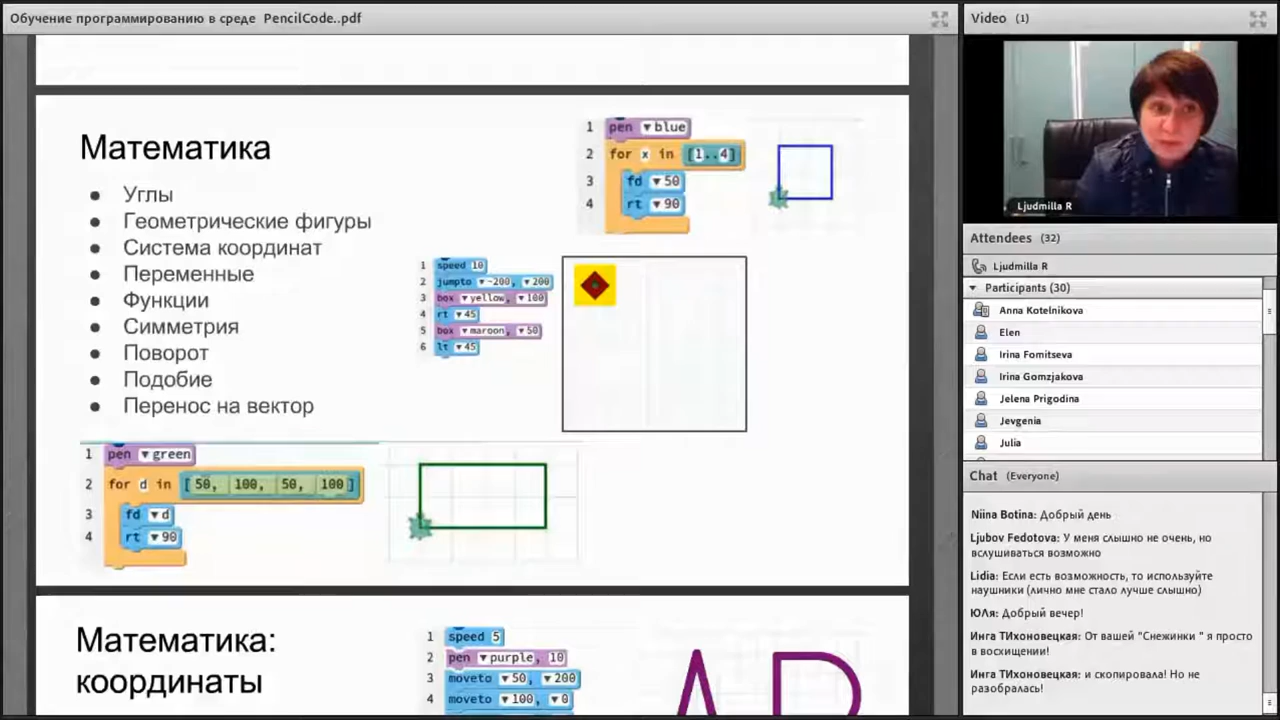 Обучение программирования в среде PencilCode..pdf
Математика
● Углы
● Геометрические фигуры
● Система координат
● Переменные
● Функции
● Симметрия
● Поворот
● Подобие
● Перенос на вектор
1 pen ▼ blue
2 for x in [1..4]
3 fd ▼ 50
4 rt ▼ 90
1 speed 10
2 jumpto ▼ -200, ▼ 200
3 box ▼ yellow, ▼ 100
4 rt ▼ 45
5 box ▼ maroon, ▼ 50
6 lt ▼ 45
1 pen ▼ green
2 for d in [50, 100, 50, 100]
3 fd ▼ d
4 rt ▼ 90
Математика:
координаты
1 speed 5
2 pen ▼ purple, 10
3 moveto ▼ 50, ▼ 200
4 moveto ▼ 100, ▼ 0
Video (1)
Ljudmilla R
Attendees (32)
Ljudmilla R
Participants (30)
Anna Kotelnikova
Elen
Irina Fomitseva
Irina Gomzjakova
Jelena Prigodina
Jevgenia
Julia
Chat (Everyone)
Niina Botina: Добрый день
Ljubov Fedotova: У меня слышно не очень, но
вслушиваться возможно
Lidia: Если есть возможность, то используйте
наушники (лично мне стало лучше слышно)
ЮЛя: Добрый вечер!
Инга ТИхоновецкая: От вашей "Снежинки " я просто
в восхищении!
Инга ТИхоновецкая: и скопировала! Но не
разобралась!